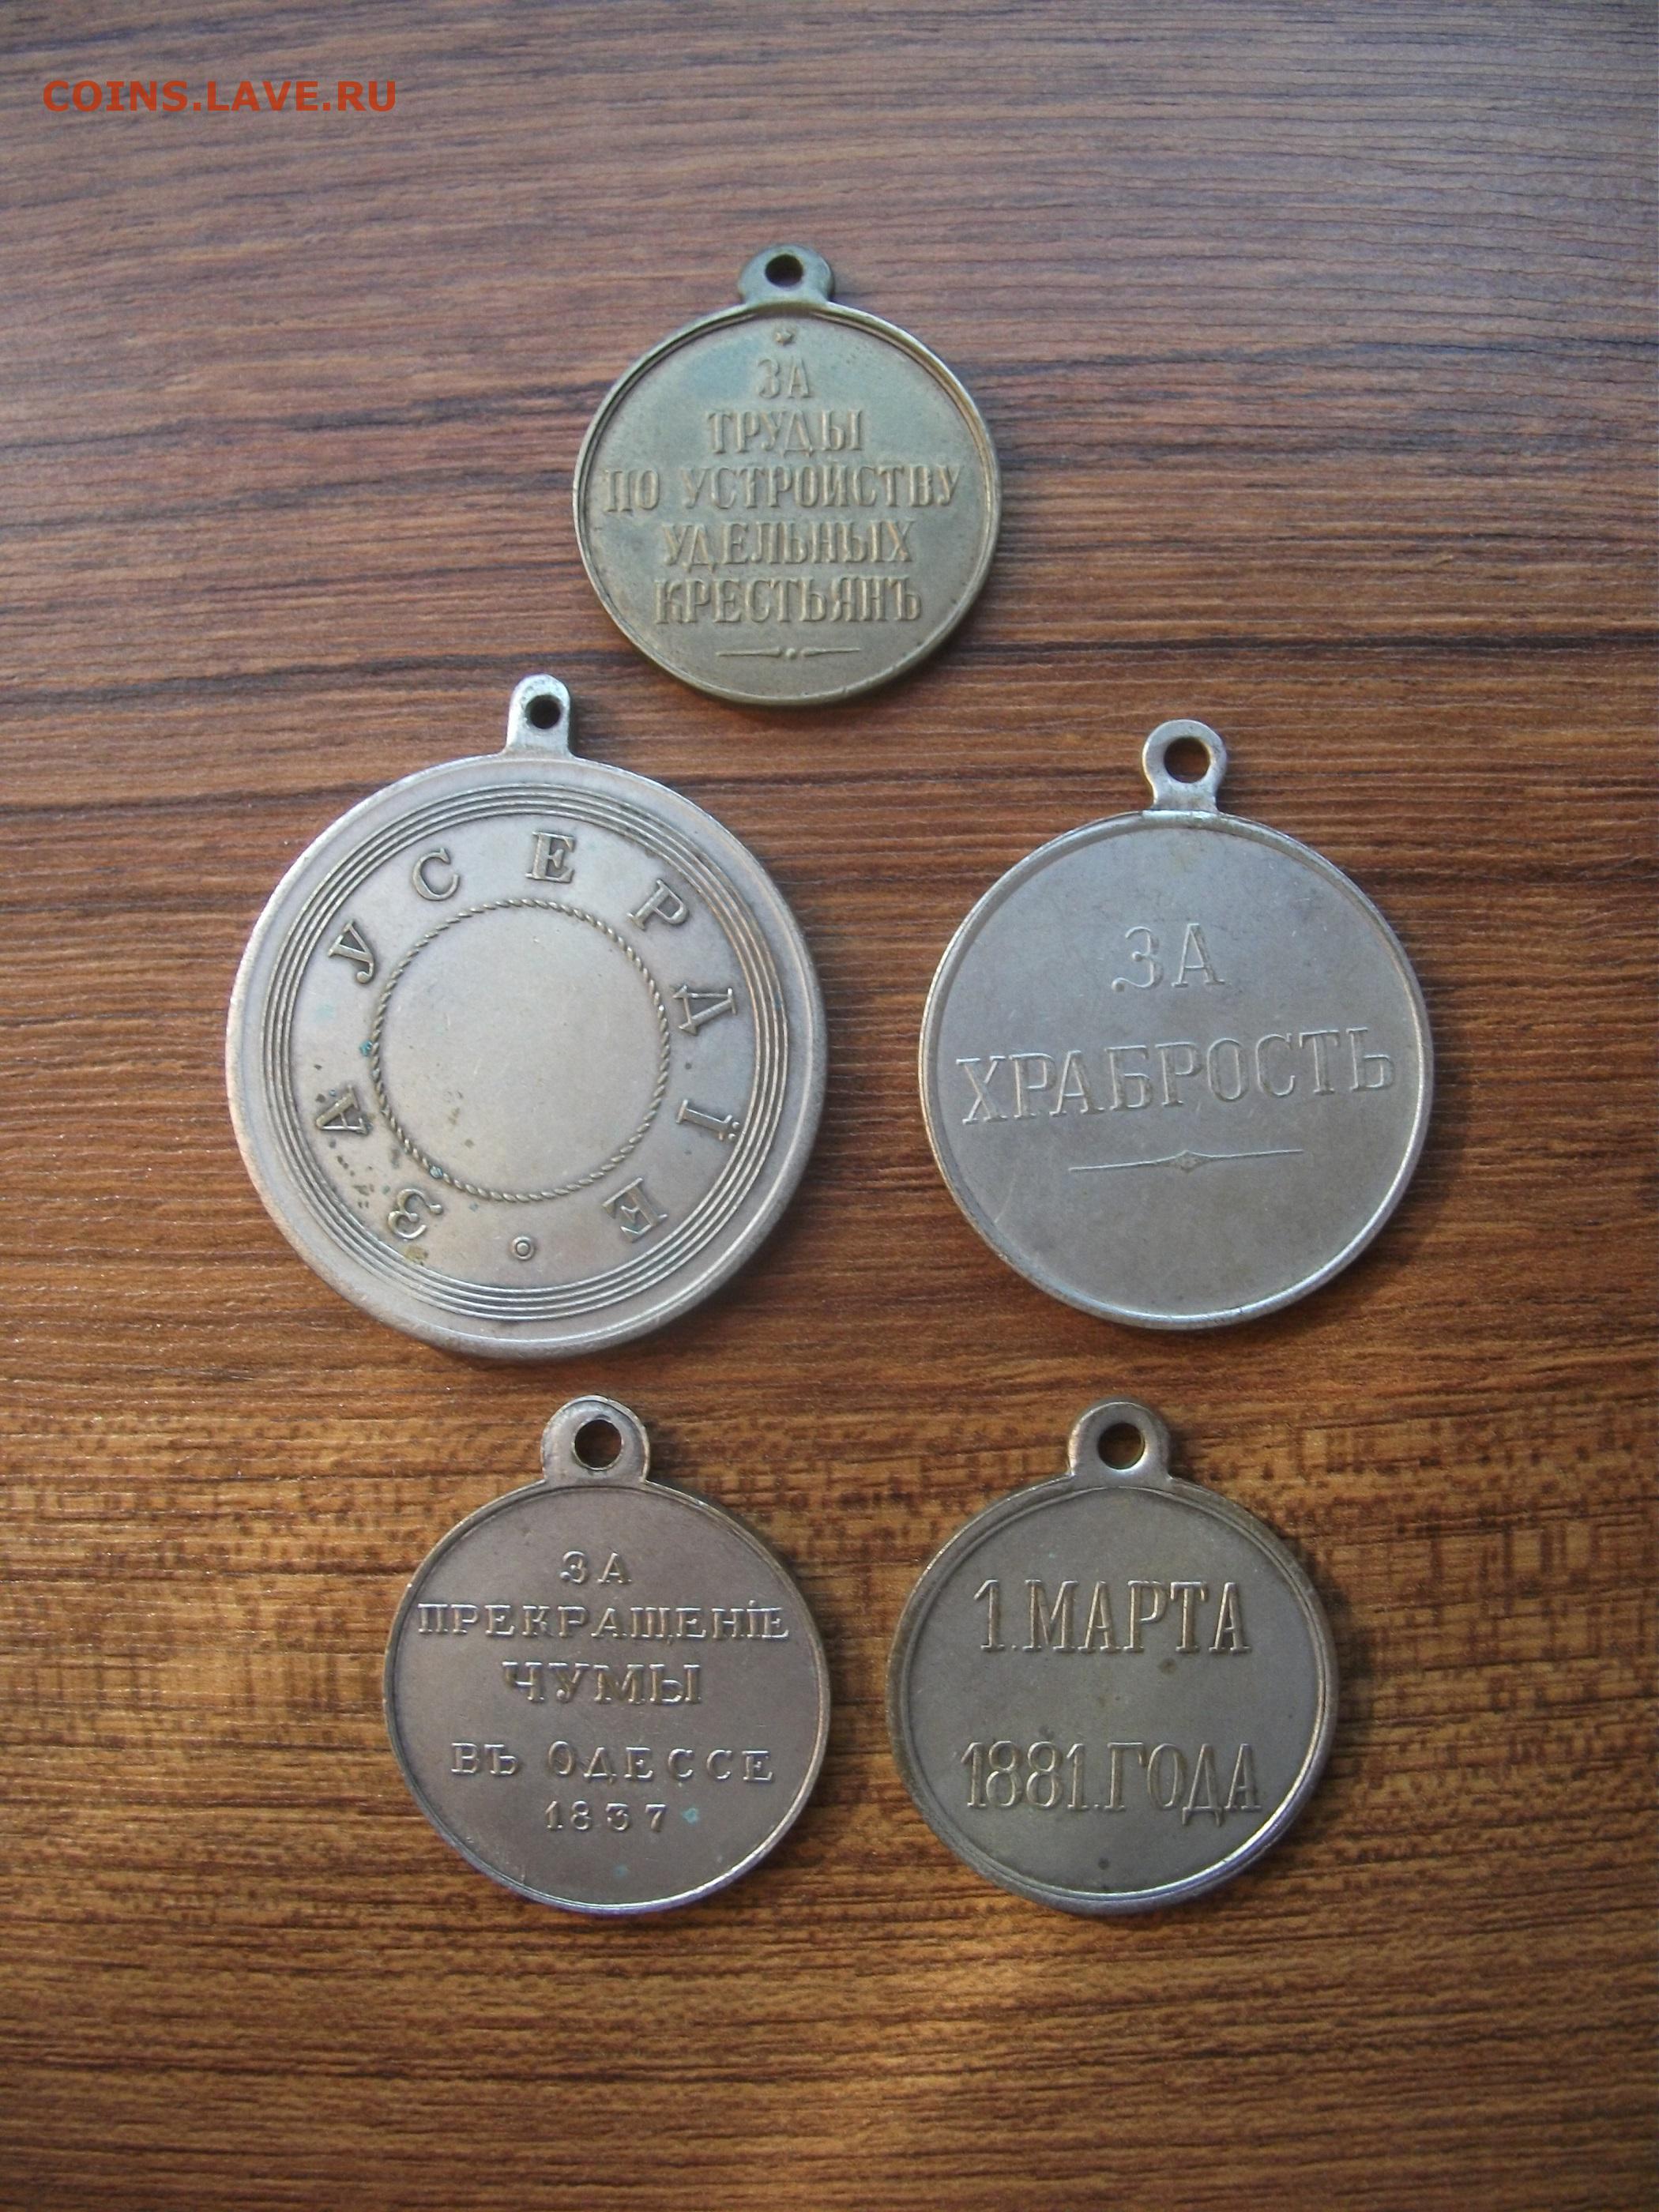 COINS.LAVE.RU
ЗА
ТРУДЫ
ПО УСТРОИСТВУ
УДЕЛЬНЫХ
КРЕСТЬЯНЪ
ЗА УСЕРДІЕ
ЗА
ХРАБРОСТЬ
ЗА
ПРЕКРАЩЕНІЕ
ЧУМЫ
ВЪ ОДЕССЕ
1837
1.МАРТА
1881.ГОДА